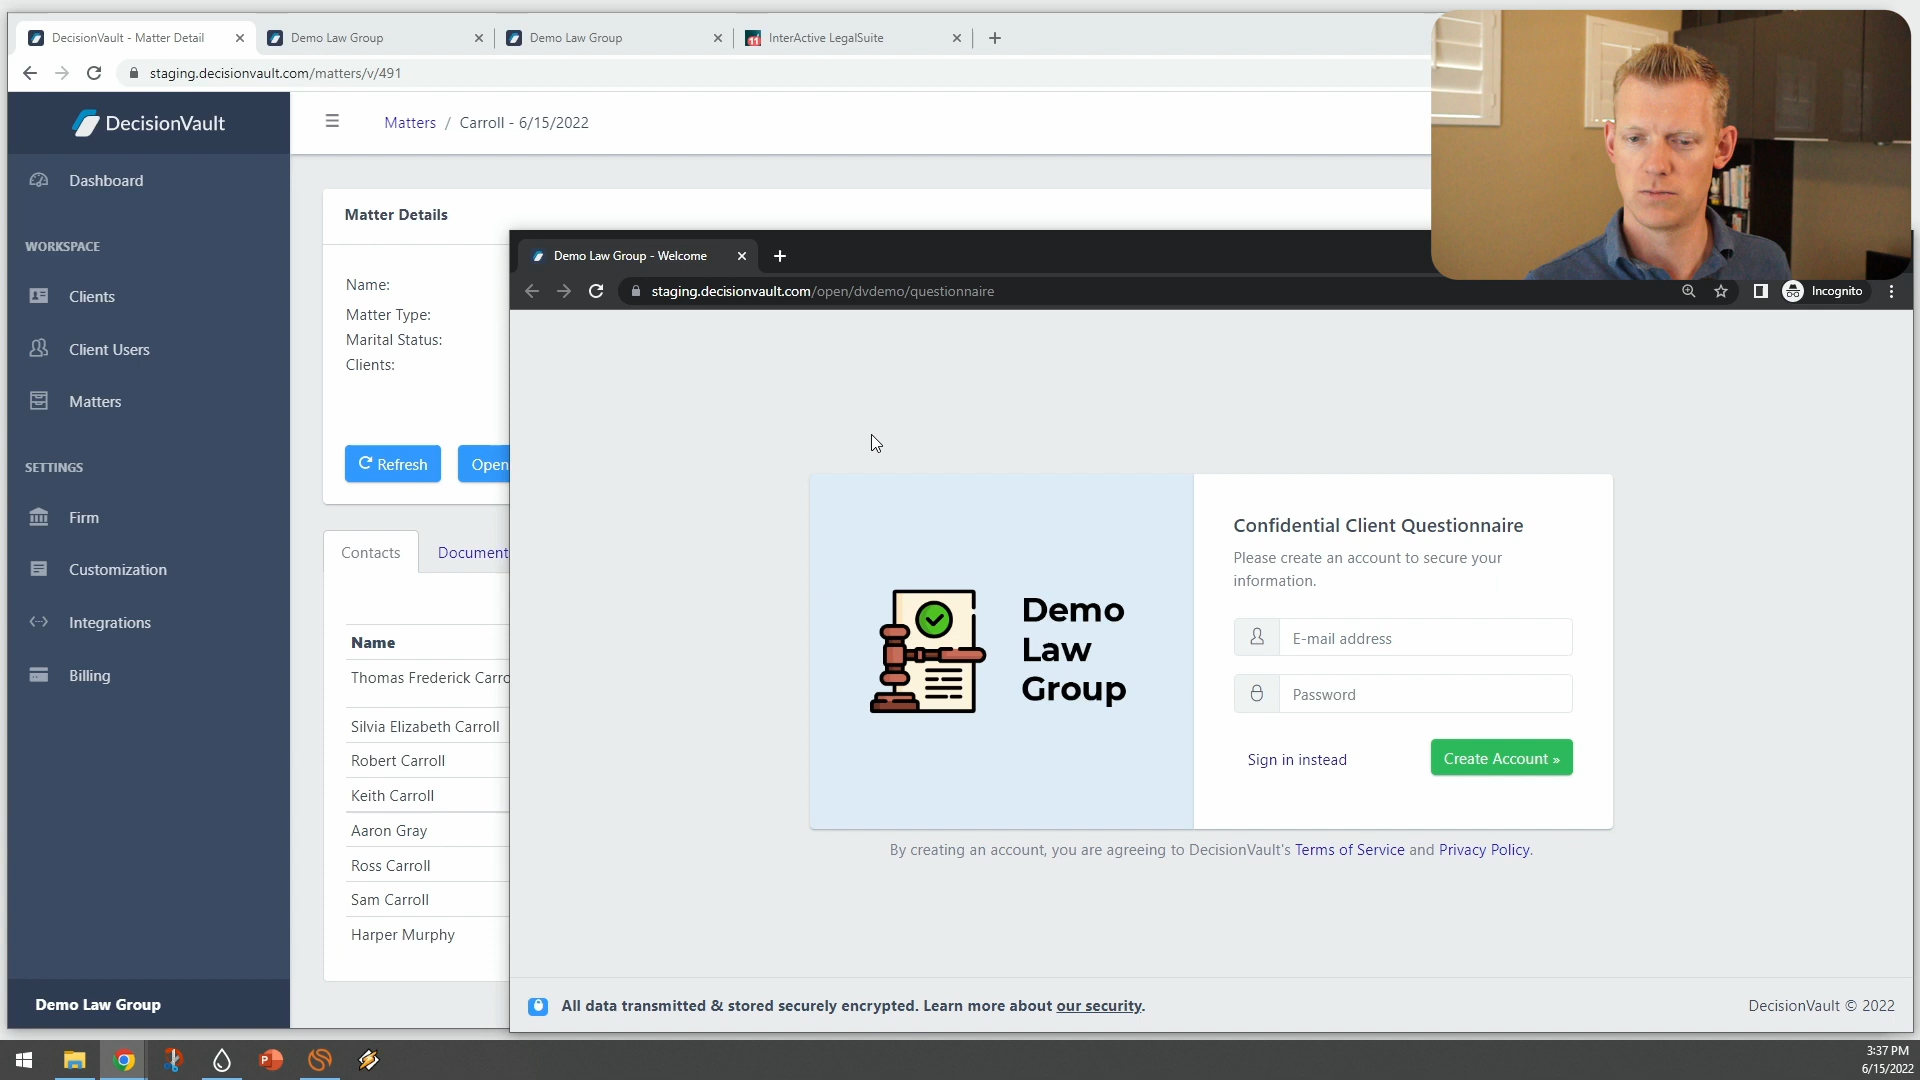 DecisionVault - Matter Detail
Demo Law Group
Demo Law Group
InterActive LegalSuite
staging.decisionvault.com/matters/v/491
DecisionVault
Matters / Carroll - 6/15/2022
Dashboard
WORKSPACE
Clients
Client Users
Matters
SETTINGS
Firm
Customization
Integrations
Billing
Demo Law Group
Matter Details
Name:
Matter Type:
Marital Status:
Clients:
Refresh
Open
Contacts
Document
Name
Thomas Frederick Carro
Silvia Elizabeth Carroll
Robert Carroll
Keith Carroll
Aaron Gray
Ross Carroll
Sam Carroll
Harper Murphy
Demo Law Group - Welcome
staging.decisionvault.com/open/dvdemo/questionnaire
Incognito
Demo
Law
Group
Confidential Client Questionnaire
Please create an account to secure your
information.
E-mail address
Password
Sign in instead
Create Account »
By creating an account, you are agreeing to DecisionVault's Terms of Service and Privacy Policy.
All data transmitted & stored securely encrypted. Learn more about our security.
DecisionVault © 2022
3:37 PM
6/15/2022